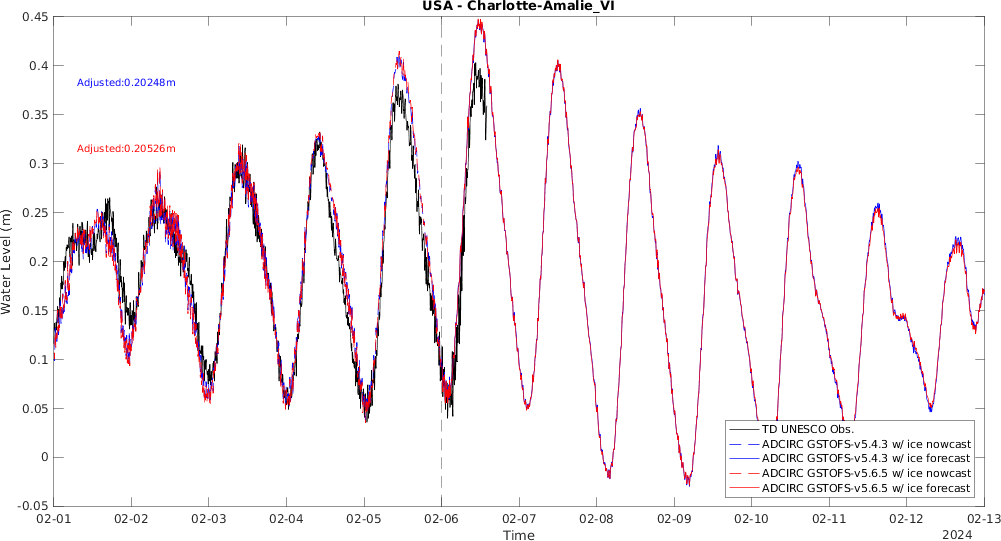 USA - Charlotte-Amalie_VI
0.45
0.4
0.35
0.3
0.25
0.2
0.15
0.1
0.05
0
-0.05
Water Level (m)
Adjusted:0.20248m
Adjusted:0.20526m
TD UNESCO Obs.
ADCIRC GSTOFS-v5.4.3 w/ ice nowcast
ADCIRC GSTOFS-v5.4.3 w/ ice forecast
ADCIRC GSTOFS-v5.6.5 w/ ice nowcast
ADCIRC GSTOFS-v5.6.5 w/ ice forecast
02-01 02-02 02-03 02-04 02-05 02-06 02-07 02-08 02-09 02-10 02-11 02-12 02-13
Time
2024